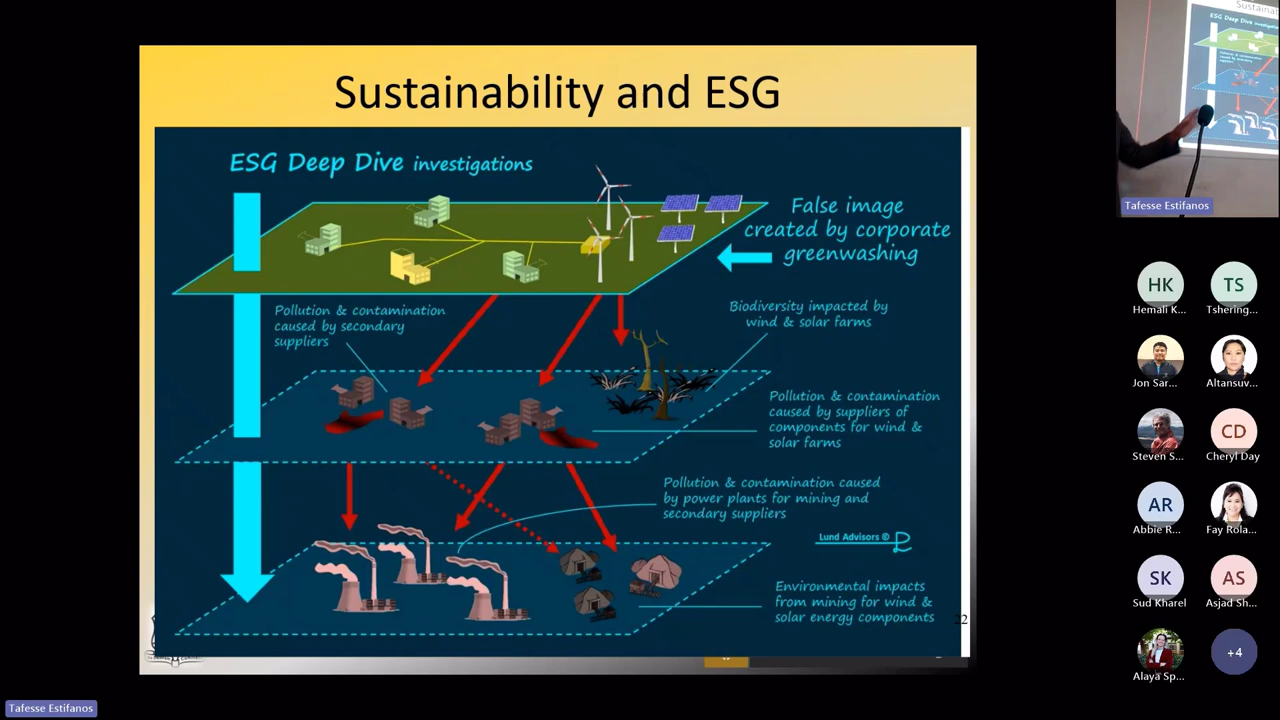 Sustainability and ESG
ESG Deep Dive investigations
False image
created by corporate
greenwashing
Pollution & contamination
caused by secondary
suppliers
Biodiversity impacted by
wind & solar farms
Pollution & contamination
caused by suppliers of
components for wind &
solar farms
Pollution & contamination caused
by power plants for mining and
secondary suppliers
Lund Advisors ©
Environmental impacts
from mining for wind &
solar energy components
22
Tafesse Estifanos
HK
Hemali K...
TS
Tshering...
Jon Sar...
Altansuv...
Steven S...
CD
Cheryl Day
AR
Abbie R...
Fay Rola...
SK
Sud Kharel
AS
Asjad Sh...
Alaya Sp...
+4
Tafesse Estifanos